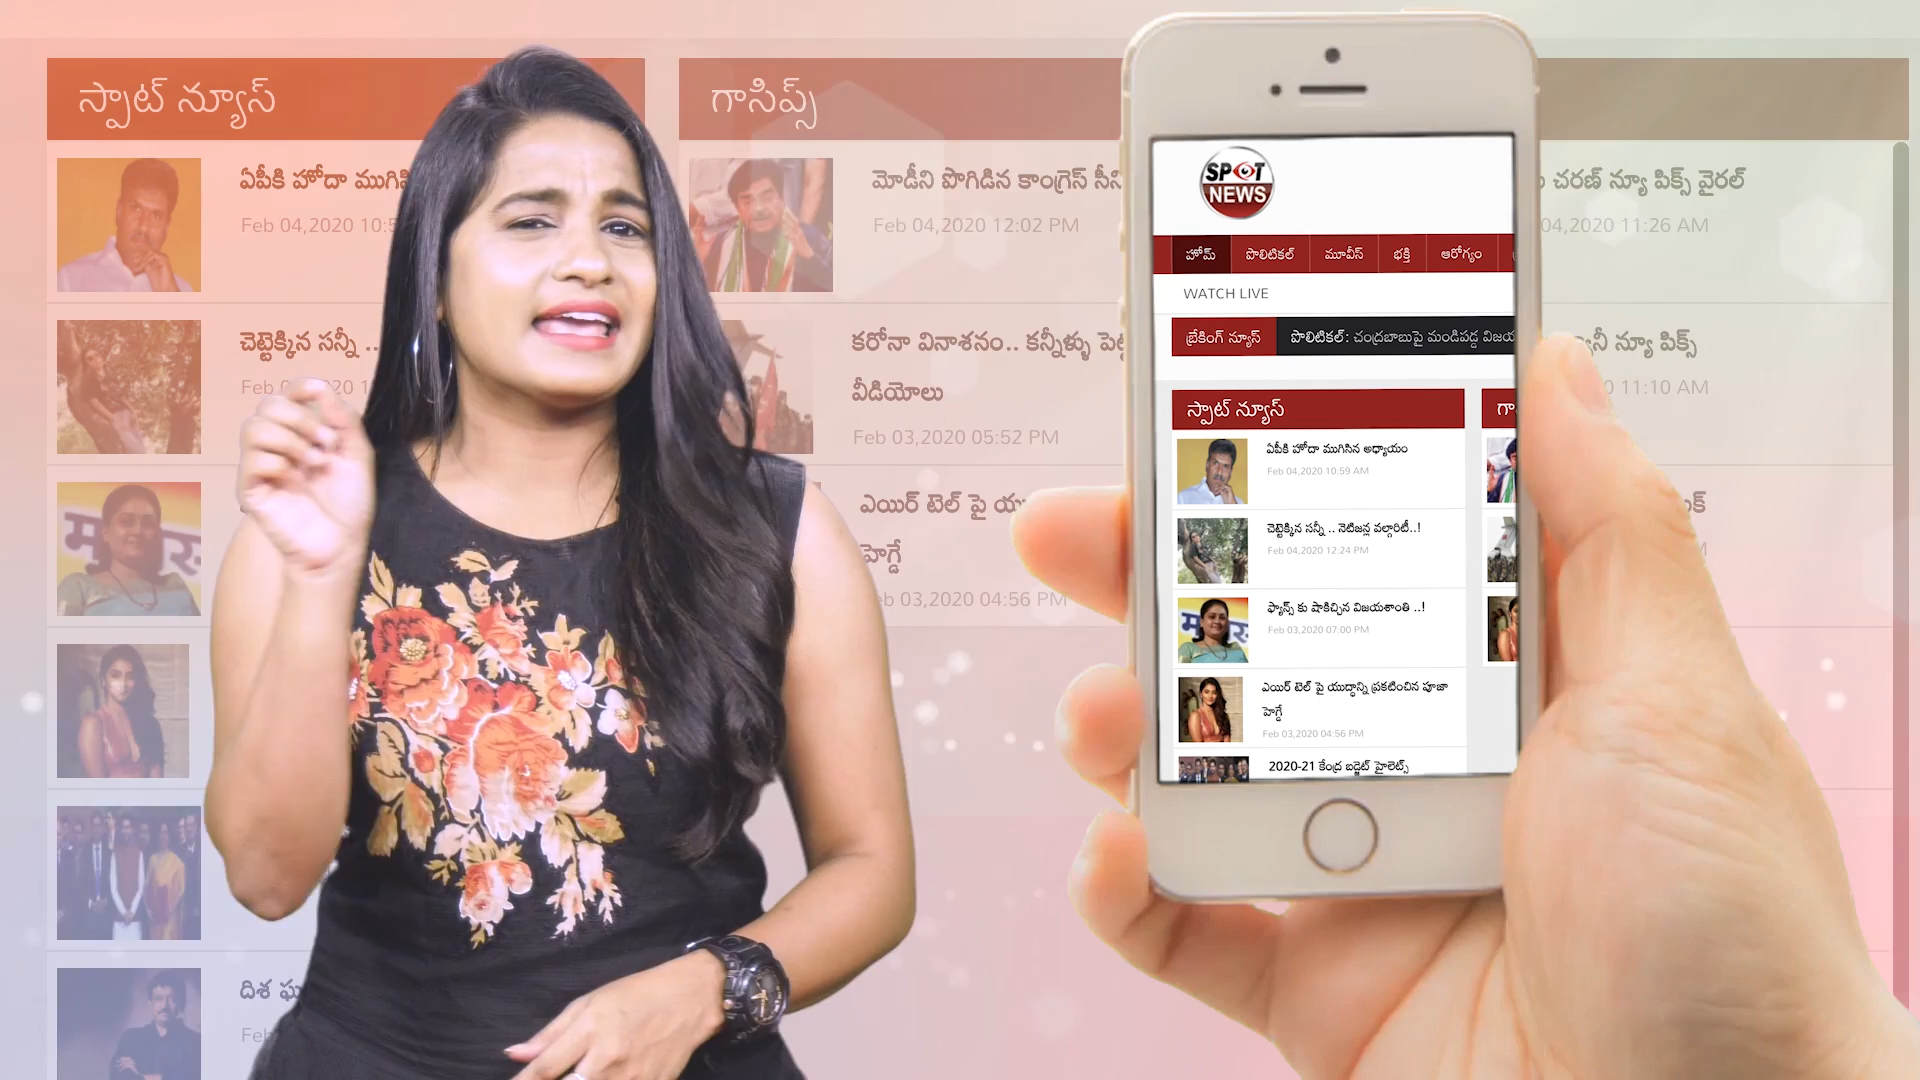 స్పాట్ న్యూస్
ఏపీకి హోదా
Feb 04,2020
చెట్టెక్కిన సన్నీ ..
దిశ
గాసిప్స్
మోడీని పొగిడిన కాంగ్రెస్
Feb 04,2020 12:02 PM
కరోనా వినాశనం.. కన్నీళ్ళు
వీడియోలు
Feb 03,2020 05:52 PM
ఎయిర్ టెల్ పై
హెగ్డే
03,2020 04:56 PM
చరణ్ న్యూ పిక్స్ వైరల్
04,2020 11:26 AM
న్యూ పిక్స్
11:10 AM
SPOT
NEWS
హోమ్ పొలిటికల్ మూవీస్ భక్తి ఆరోగ్యం
WATCH LIVE
బ్రేకింగ్ న్యూస్ పొలిటికల్: చంద్రబాబుపై మండిపడ్డ విజయ
స్పాట్ న్యూస్
ఏపీకి హోదా ముగిసిన అధ్యాయం
Feb 04,2020 10:59 AM
చెట్టెక్కిన సన్నీ .. నెటిజన్ల వల్గారిటీ..!
Feb 04,2020 12:24 PM
ఫ్యాన్స్ కు షాకిచ్చిన విజయశాంతి ..!
Feb 03,2020 07:00 PM
ఎయిర్ టెల్ పై యుద్ధాన్ని ప్రకటించిన పూజా
హెగ్డే
Feb 03,2020 04:56 PM
2020-21 కేంద్ర బడ్జెట్ హైలెట్స్